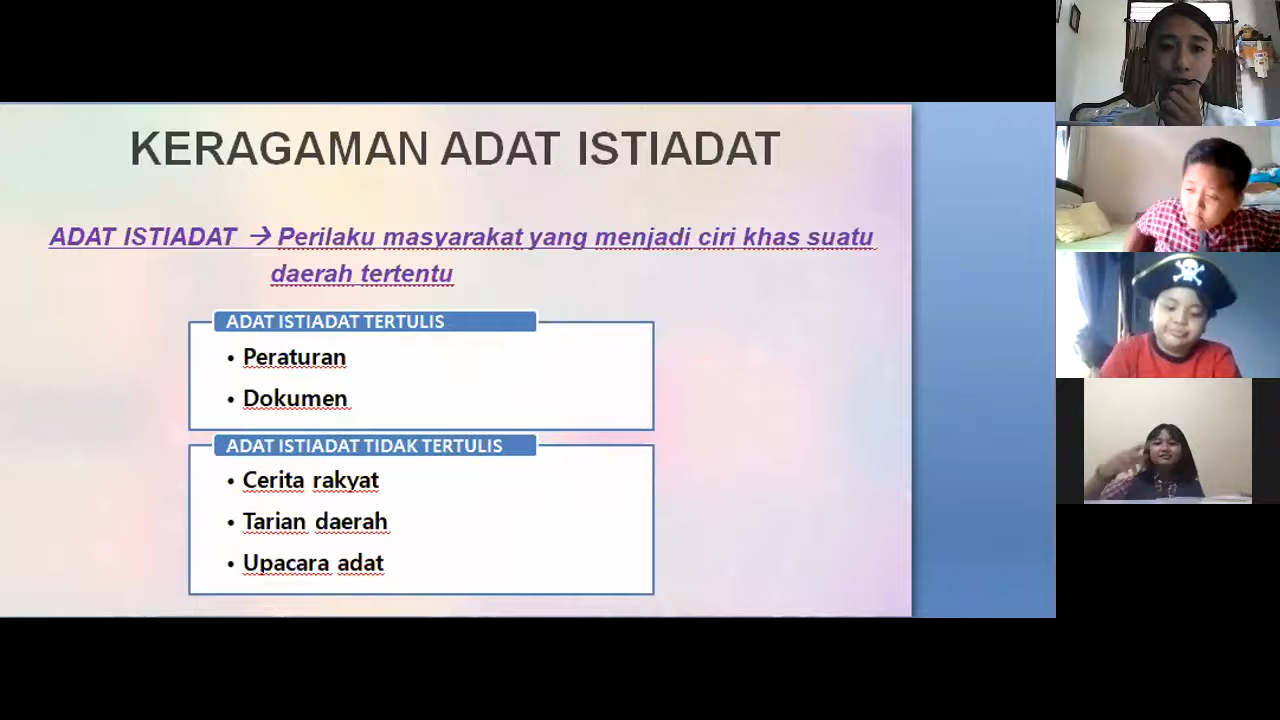 KERAGAMAN ADAT ISTIADAT
ADAT ISTIADAT → Perilaku masyarakat yang menjadi ciri khas suatu
daerah tertentu
ADAT ISTIADAT TERTULIS
• Peraturan
• Dokumen
ADAT ISTIADAT TIDAK TERTULIS
• Cerita rakyat
• Tarian daerah
• Upacara adat